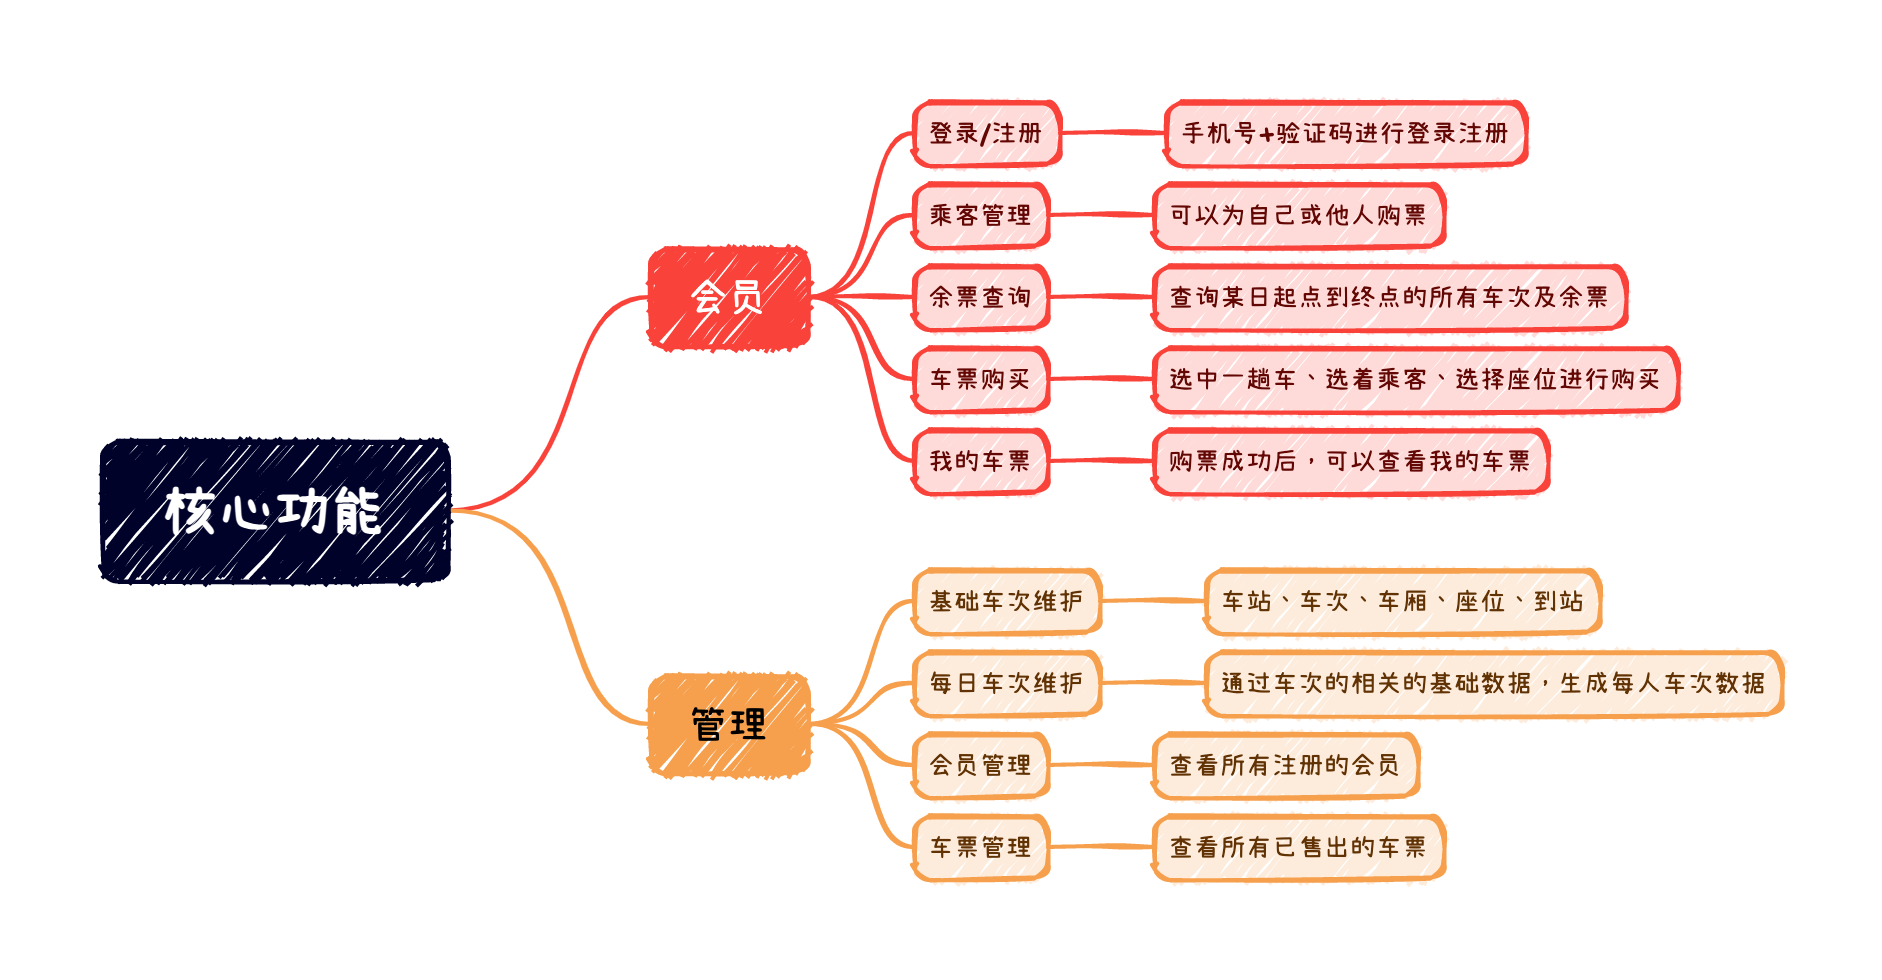 核心功能
会员
登录/注册
手机号+验证码进行登录注册
乘客管理
可以为自己或他人购票
余票查询
查询某日起点到终点的所有车次及余票
车票购买
选中一趟车、选着乘客、选择座位进行购买
我的车票
购票成功后，可以查看我的车票
管理
基础车次维护
车站、车次、车厢、座位、到站
每日车次维护
通过车次的相关的基础数据，生成每人车次数据
会员管理
查看所有注册的会员
车票管理
查看所有已售出的车票